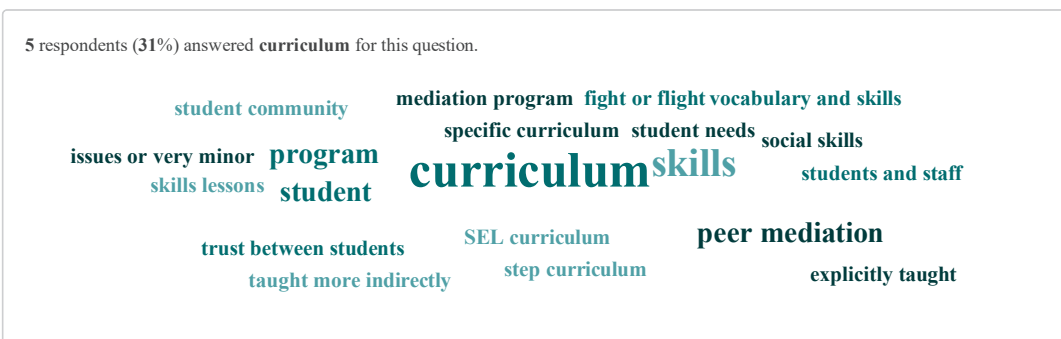 5 respondents (31%) answered curriculum for this question.
student community
mediation program
fight or flight vocabulary and skills
specific curriculum
student needs
social skills
issues or very minor
program
curriculum
skills
students and staff
skills lessons
student
trust between students
SEL curriculum
peer mediation
taught more indirectly
step curriculum
explicitly taught